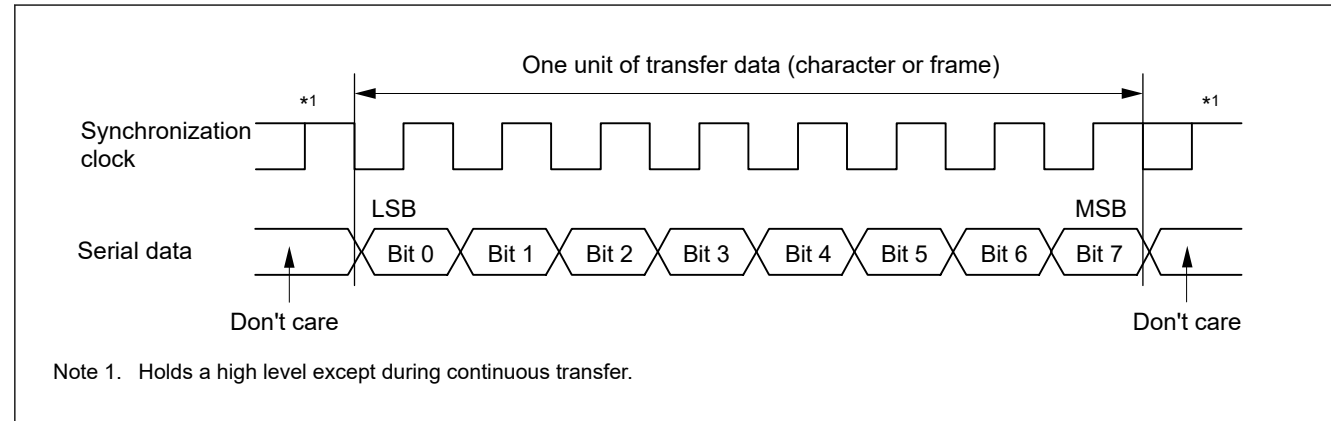 One unit of transfer data (character or frame)
*1
*1
Synchronization
clock
LSB
MSB
Serial data
Bit 0
Bit 1
Bit 2
Bit 3
Bit 4
Bit 5
Bit 6
Bit 7
Don't care
Don't care
Note 1. Holds a high level except during continuous transfer.